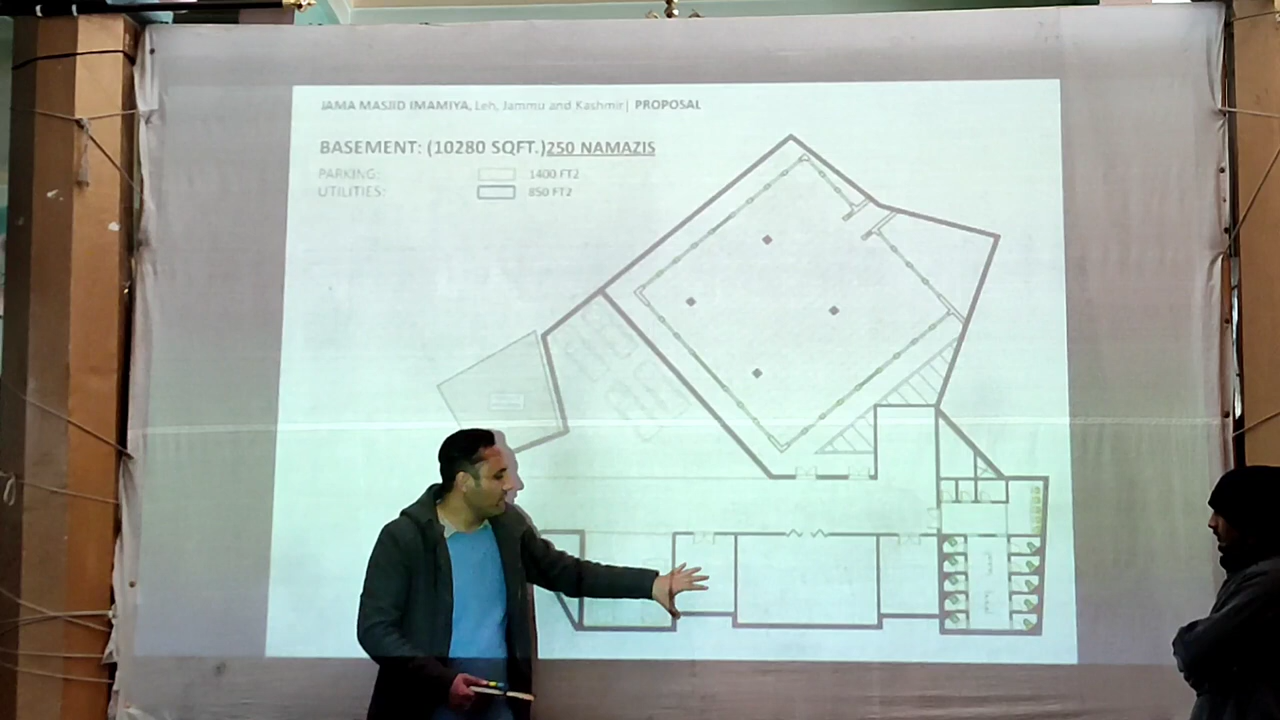 JAMA MASJID IMAMIYA, Leh, Jammu and Kashmir| PROPOSAL
BASEMENT: (10280 SQFT.)250 NAMAZIS
PARKING: 1400 FT2
UTILITIES: 850 FT2